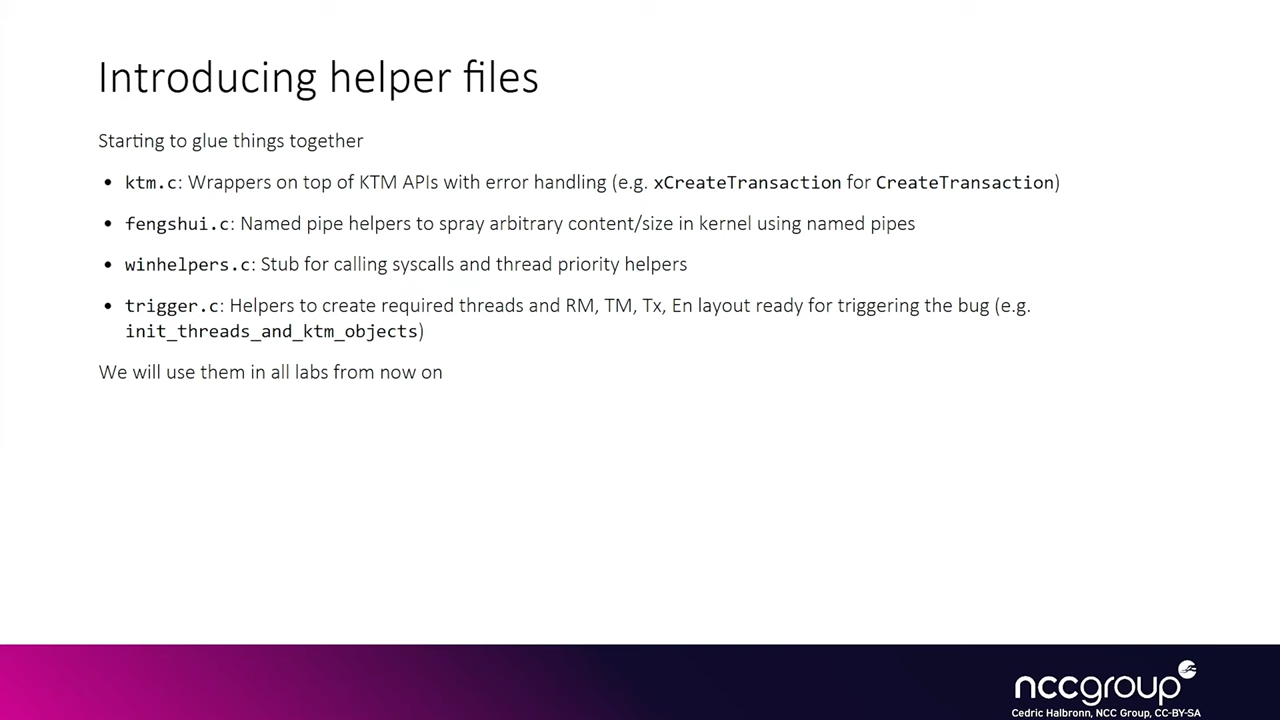 Introducing helper files
Starting to glue things together
• ktm.c: Wrappers on top of KTM APIs with error handling (e.g. xCreateTransaction for CreateTransaction)
• fengshui.c: Named pipe helpers to spray arbitrary content/size in kernel using named pipes
• winhelpers.c: Stub for calling syscalls and thread priority helpers
• trigger.c: Helpers to create required threads and RM, TM, Tx, En layout ready for triggering the bug (e.g.
init_threads_and_ktm_objects)
We will use them in all labs from now on
nccgroup
Cedric Halbronn, NCC Group, CC-BY-SA